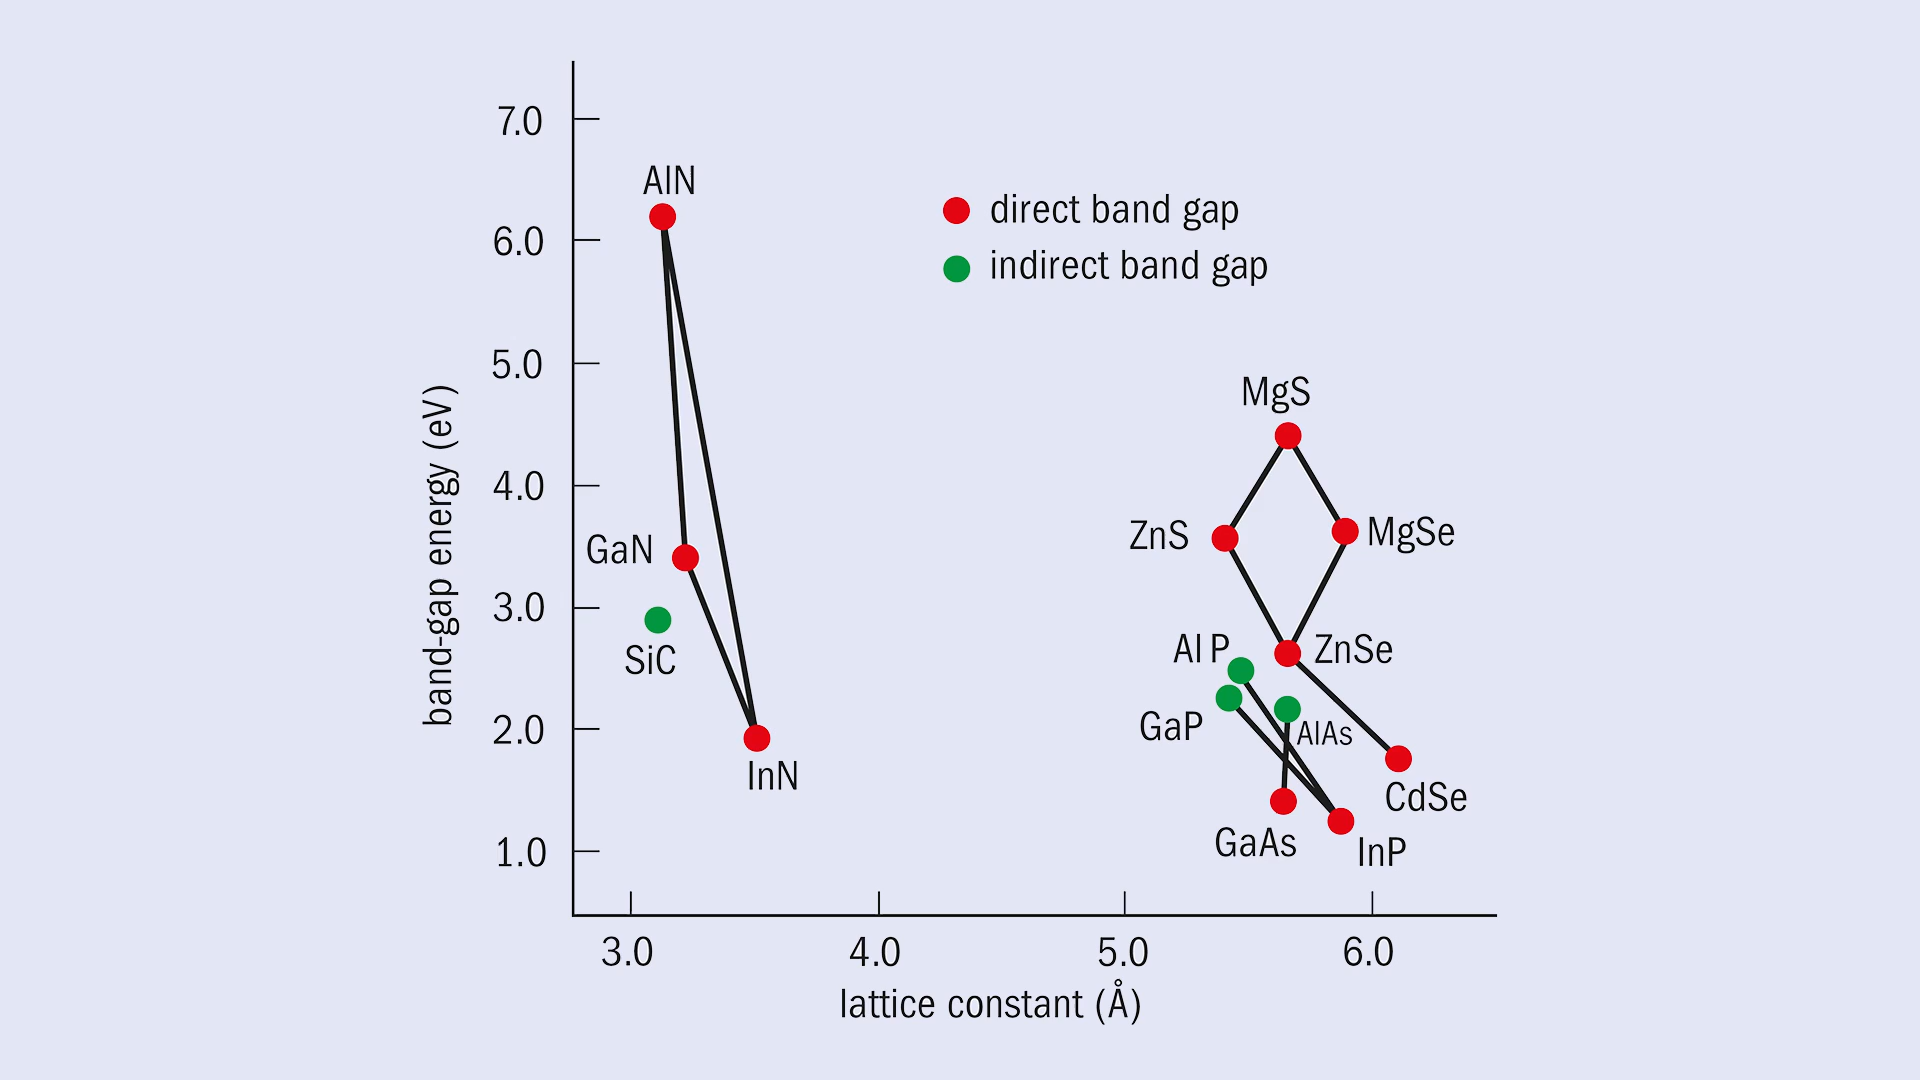 7.0
AlN
direct band gap
6.0
indirect band gap
5.0
MgS
band-gap energy (eV)
4.0
GaN
ZnS
MgSe
3.0
SiC
Al P
ZnSe
2.0
GaP
AlAs
InN
CdSe
GaAs
1.0
InP
3.0 4.0 5.0 6.0
lattice constant (Å)